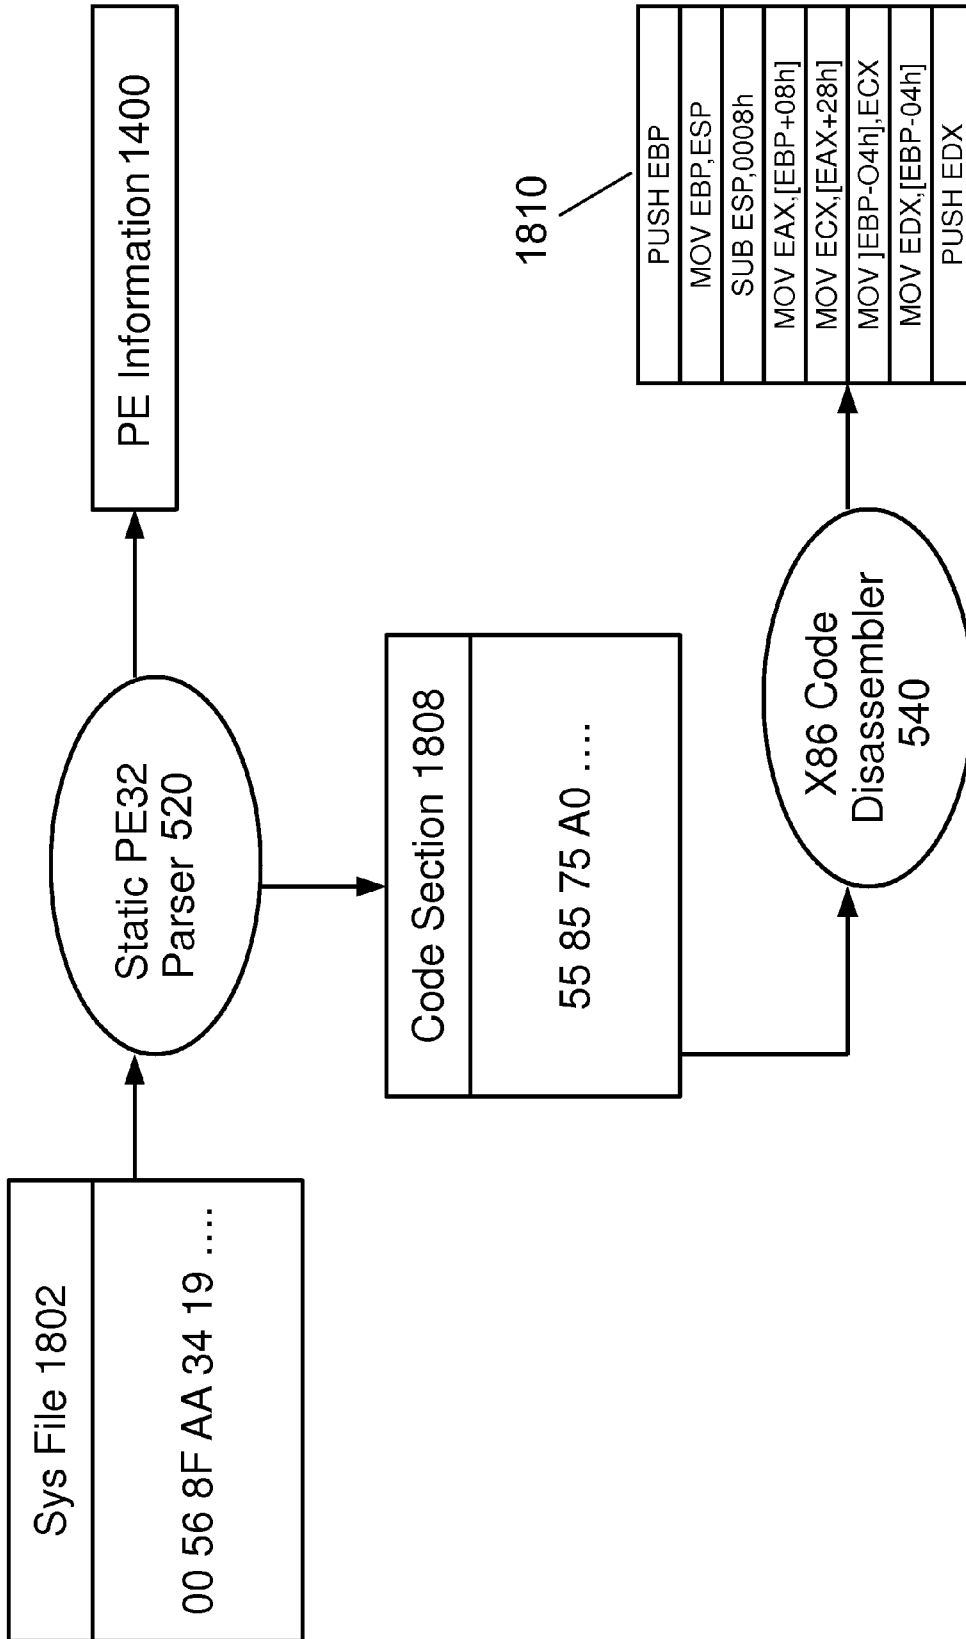 Sys File 1802
00 56 8F AA 34 19 ....
Static PE32
Parser 520
PE Information 1400
Code Section 1808
55 85 75 A0 ....
X86 Code
Disassembler
540
1810
PUSH EBP
MOV EBP,ESP
SUB ESP,0008h
MOV EAX,[EBP+08h]
MOV ECX,[EAX+28h]
MOV ]EBP-O4h],ECX
MOV EDX,[EBP-04h]
PUSH EDX